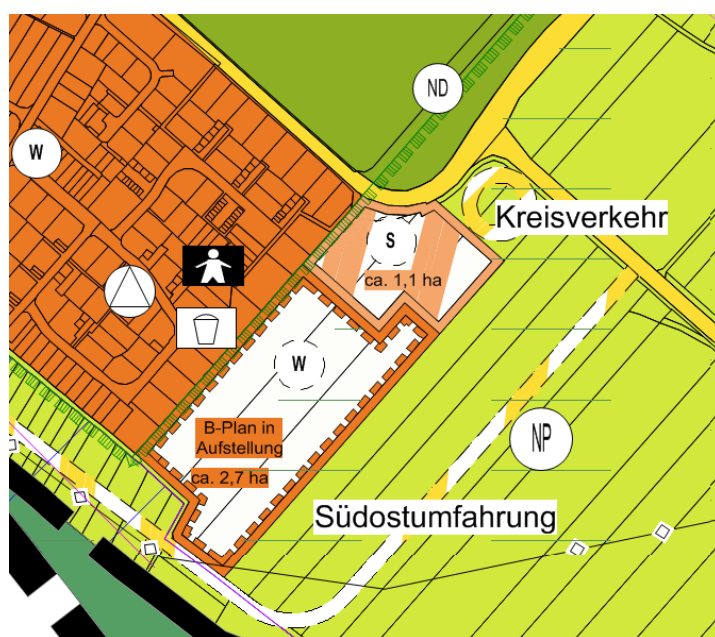 ND
W
Kreisverkehr
S
ca. 1,1 ha
W
B-Plan in
Aufstellung
ca. 2,7 ha
NP
Südostumfahrung